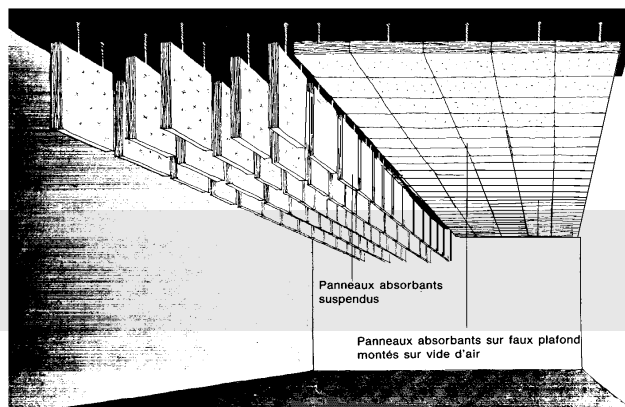 Panneaux absorbants
suspendus
Panneaux absorbants sur faux plafond
montés sur vide d'air